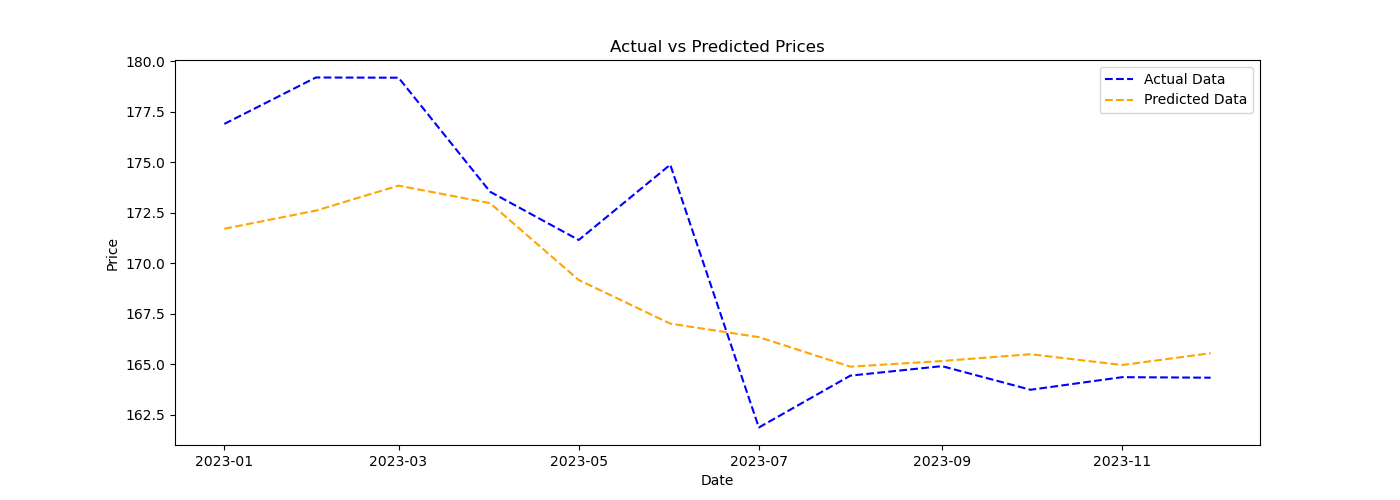 Actual vs Predicted Prices
180.0
177.5
175.0
172.5
170.0
167.5
165.0
162.5
Price
Actual Data
Predicted Data
2023-01 2023-03 2023-05 2023-07 2023-09 2023-11
Date